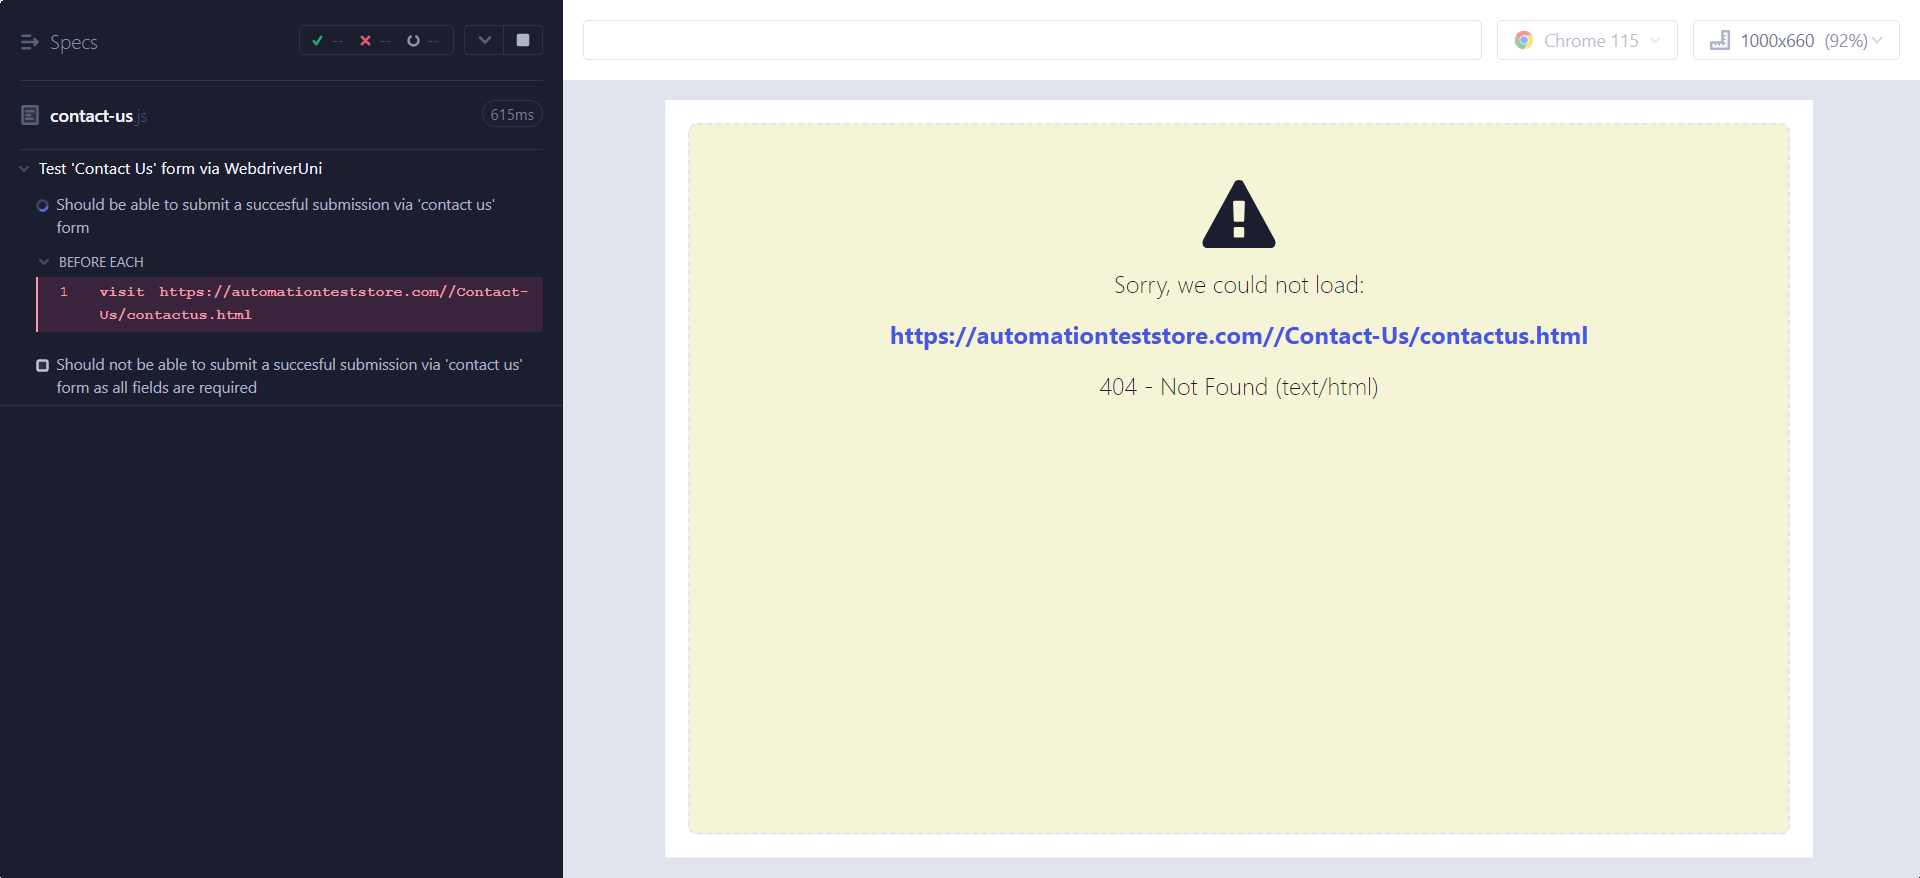 Specs
-- -- --
contact-us.js
615ms
Test 'Contact Us' form via WebdriverUni
Should be able to submit a succesful submission via 'contact us'
form
BEFORE EACH
1 visit https://automationteststore.com//Contact-
Us/contactus.html
Should not be able to submit a succesful submission via 'contact us'
form as all fields are required
Chrome 115
1000x660 (92%)
Sorry, we could not load:
https://automationteststore.com//Contact-Us/contactus.html
404 - Not Found (text/html)